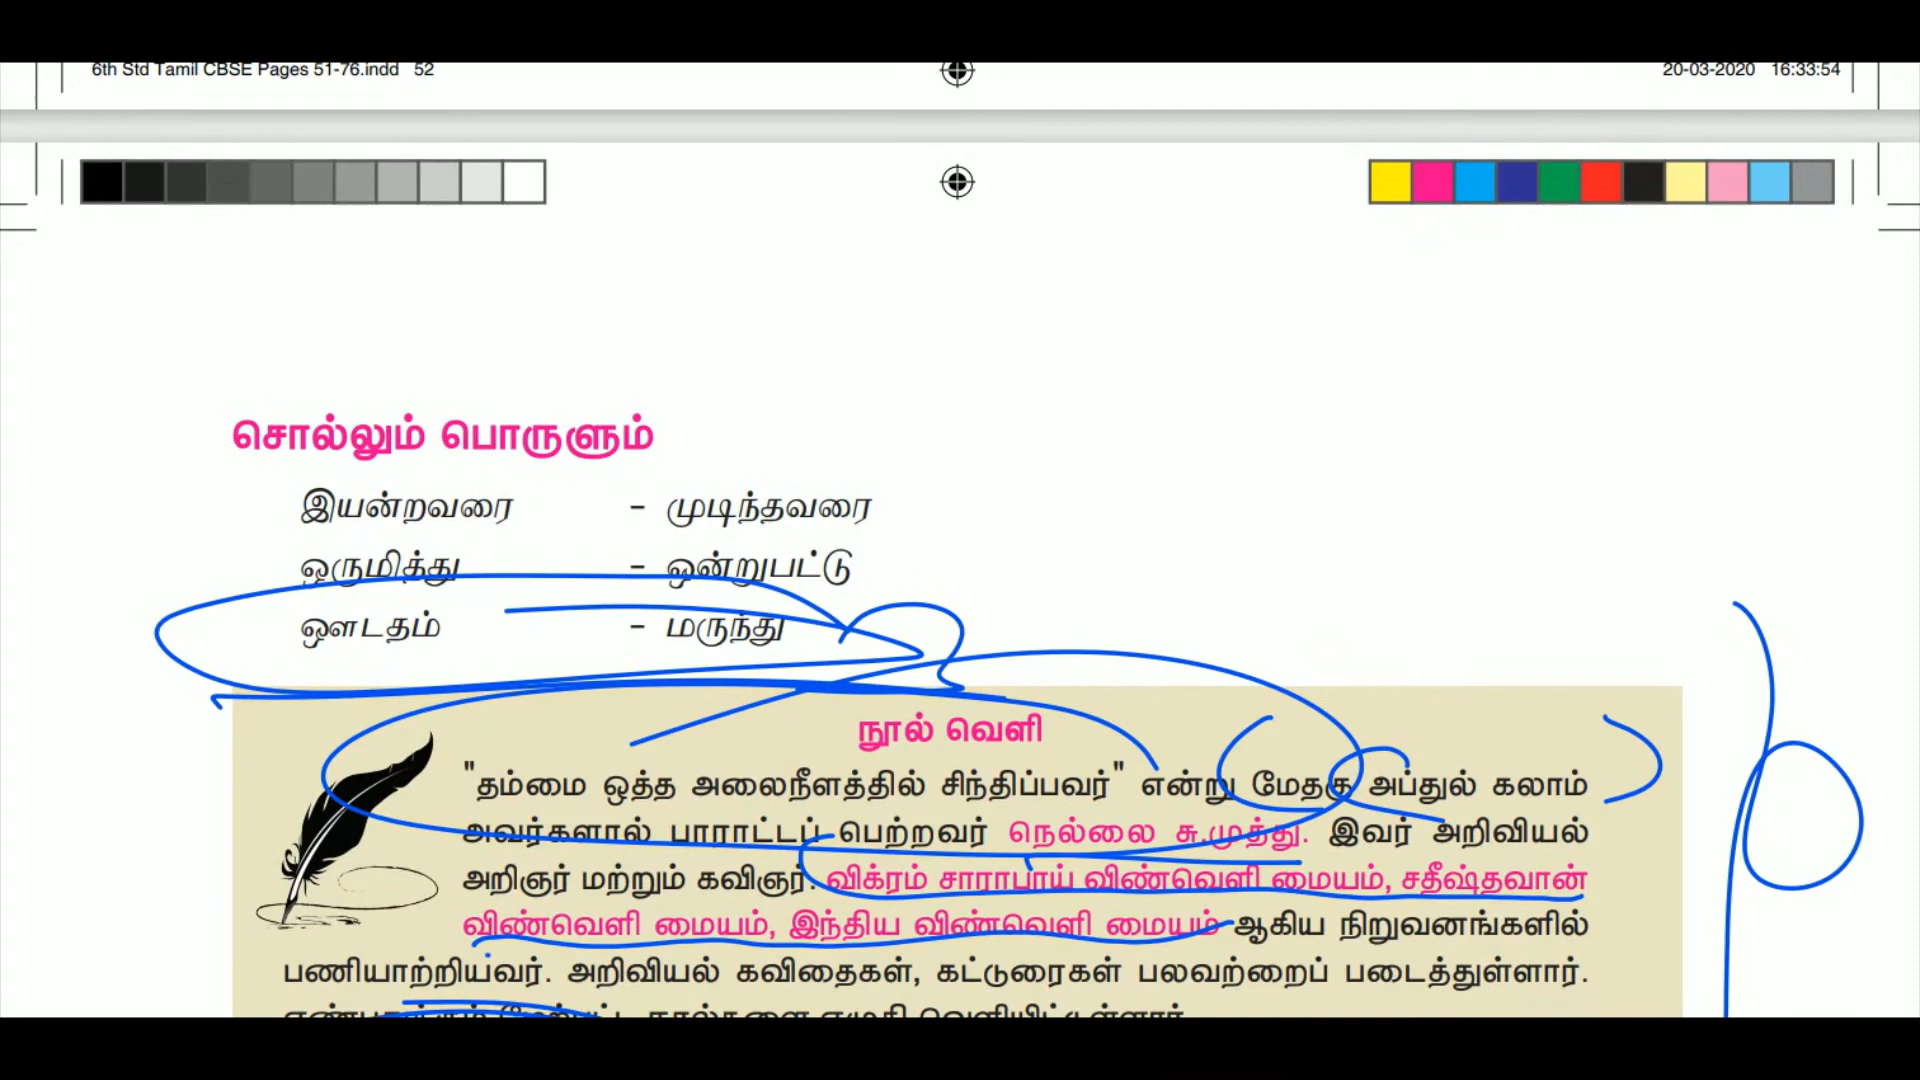 6th Std Tamil CBSE Pages 51-76.indd 52 20-03-2020 16:33:54
சொல்லும் பொருளும்
இயன்றவரை – முடிந்தவரை
ஒருமித்து – ஒன்றுபட்டு
ஔடதம் – மருந்து
நூல் வெளி
"தம்மை ஒத்த அலைநீளத்தில் சிந்திப்பவர்" என்று மேதகு அப்துல் கலாம்
அவர்களால் பாராட்டப் பெற்றவர் நெல்லை சு.முத்து. இவர் அறிவியல்
அறிஞர் மற்றும் கவிஞர். விக்ரம் சாராபாய் விண்வெளி மையம், சதீஷ்தவான்
விண்வெளி மையம், இந்திய விண்வெளி மையம் ஆகிய நிறுவனங்களில்
பணியாற்றியவர். அறிவியல் கவிதைகள், கட்டுரைகள் பலவற்றைப் படைத்துள்ளார்.
நூல்களை எழுதி வெளியிட்டுள்ளார்.